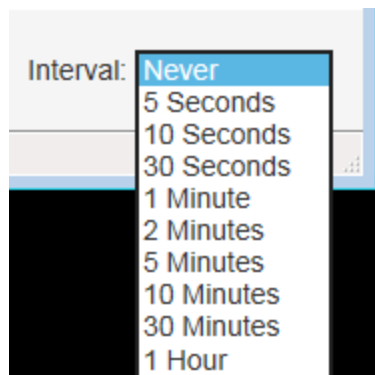 Interval: Never
5 Seconds
10 Seconds
30 Seconds
1 Minute
2 Minutes
5 Minutes
10 Minutes
30 Minutes
1 Hour